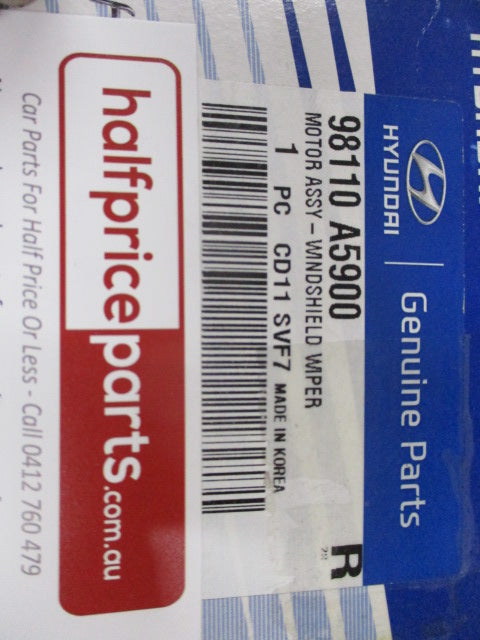 HYUNDAI | Genuine Parts
98110 A5900 R
MOTOR ASSY-WINDSHIELD WIPER
1 PC CD11 SVF7 MADE IN KOREA
halfpriceparts.com.au
Car Parts For Half Price Or Less - Call 0412 760 479